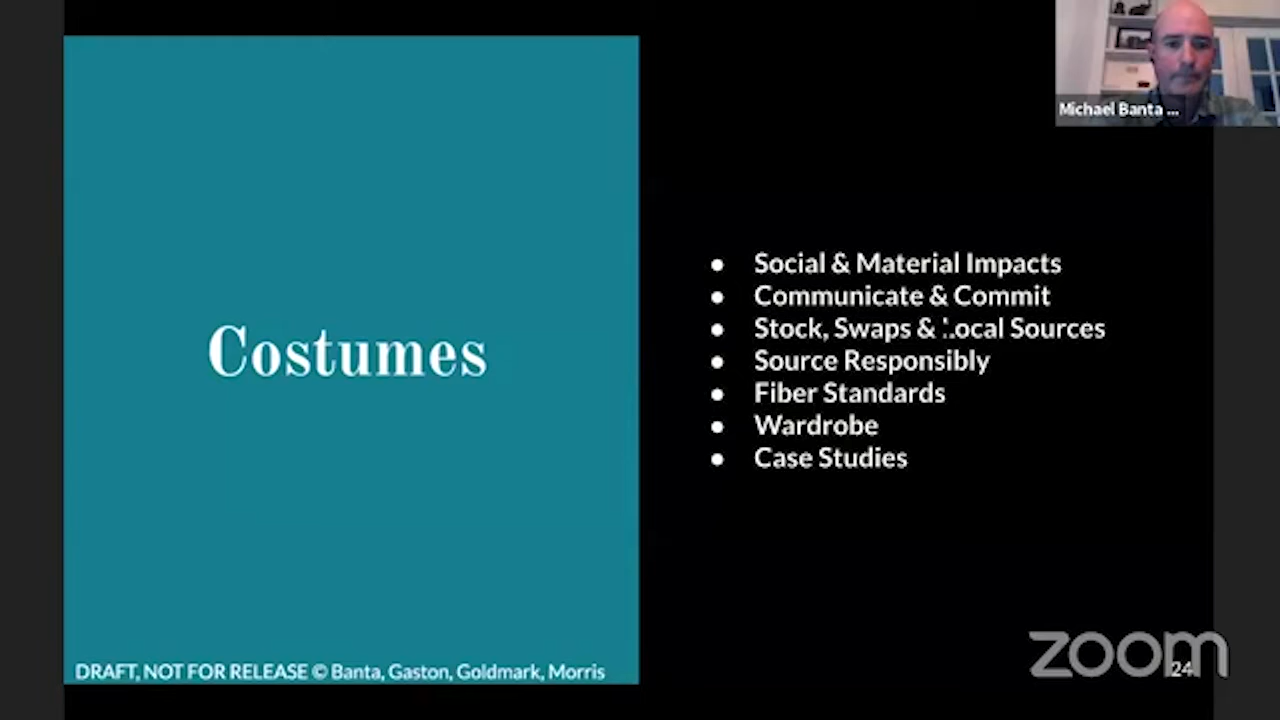 Michael Banta ...
Costumes
● Social & Material Impacts
● Communicate & Commit
● Stock, Swaps & Local Sources
● Source Responsibly
● Fiber Standards
● Wardrobe
● Case Studies
DRAFT, NOT FOR RELEASE © Banta, Gaston, Goldmark, Morris
zoom
24